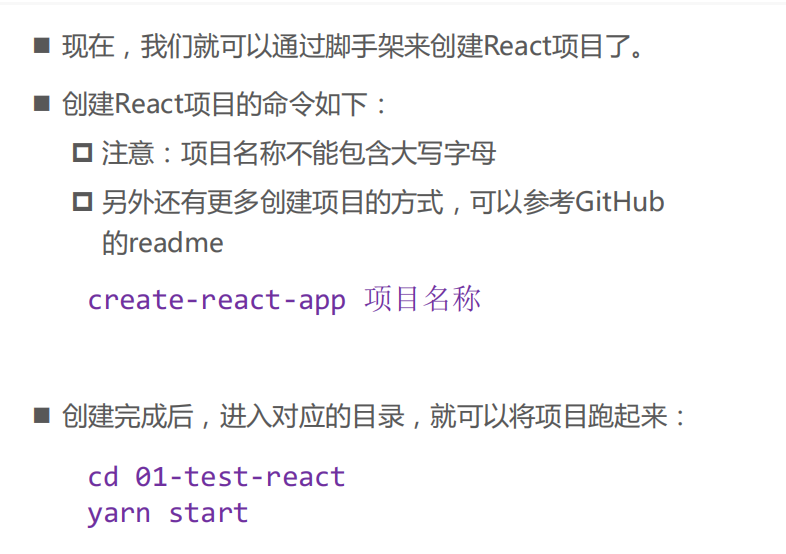 现在，我们就可以通过脚手架来创建React项目了。
创建React项目的命令如下：
注意：项目名称不能包含大写字母
另外还有更多创建项目的方式，可以参考GitHub
的readme
create-react-app 项目名称
创建完成后，进入对应的目录，就可以将项目跑起来：
cd 01-test-react
yarn start